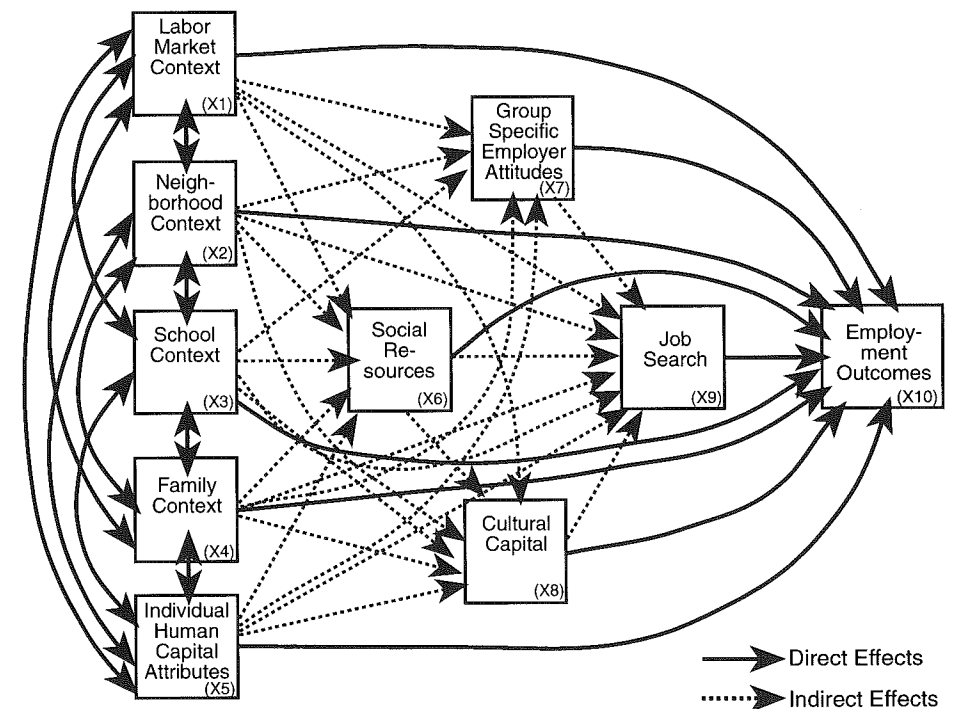 Labor
Market
Context
(X1)
Neigh-
borhood
Context
(X2)
School
Context
(X3)
Family
Context
(X4)
Individual
Human
Capital
Attributes
(X5)
Social
Re-
sources
(X6)
Group
Specific
Employer
Attitudes
(X7)
Cultural
Capital
(X8)
Job
Search
(X9)
Employ-
ment
Outcomes
(X10)
Direct Effects
Indirect Effects